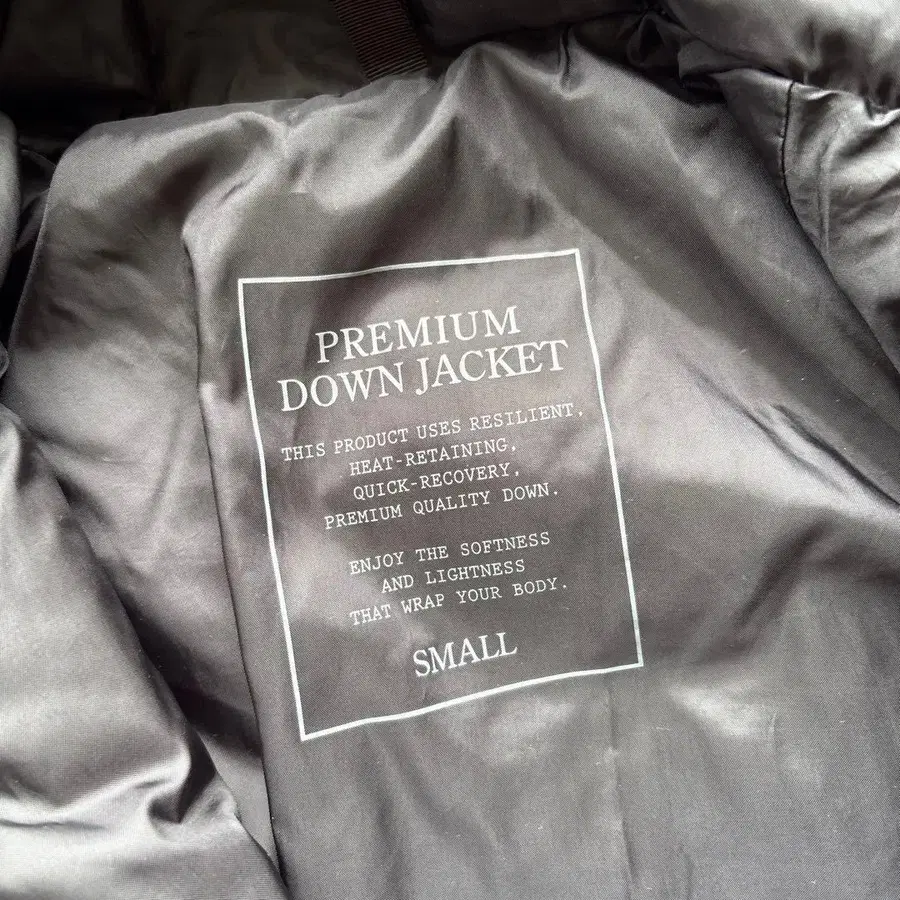 PREMIUM
DOWN JACKET
THIS PRODUCT USES RESILIENT,
HEAT-RETAINING,
QUICK-RECOVERY,
PREMIUM QUALITY DOWN.
ENJOY THE SOFTNESS
AND LIGHTNESS
THAT WRAP YOUR BODY.
SMALL